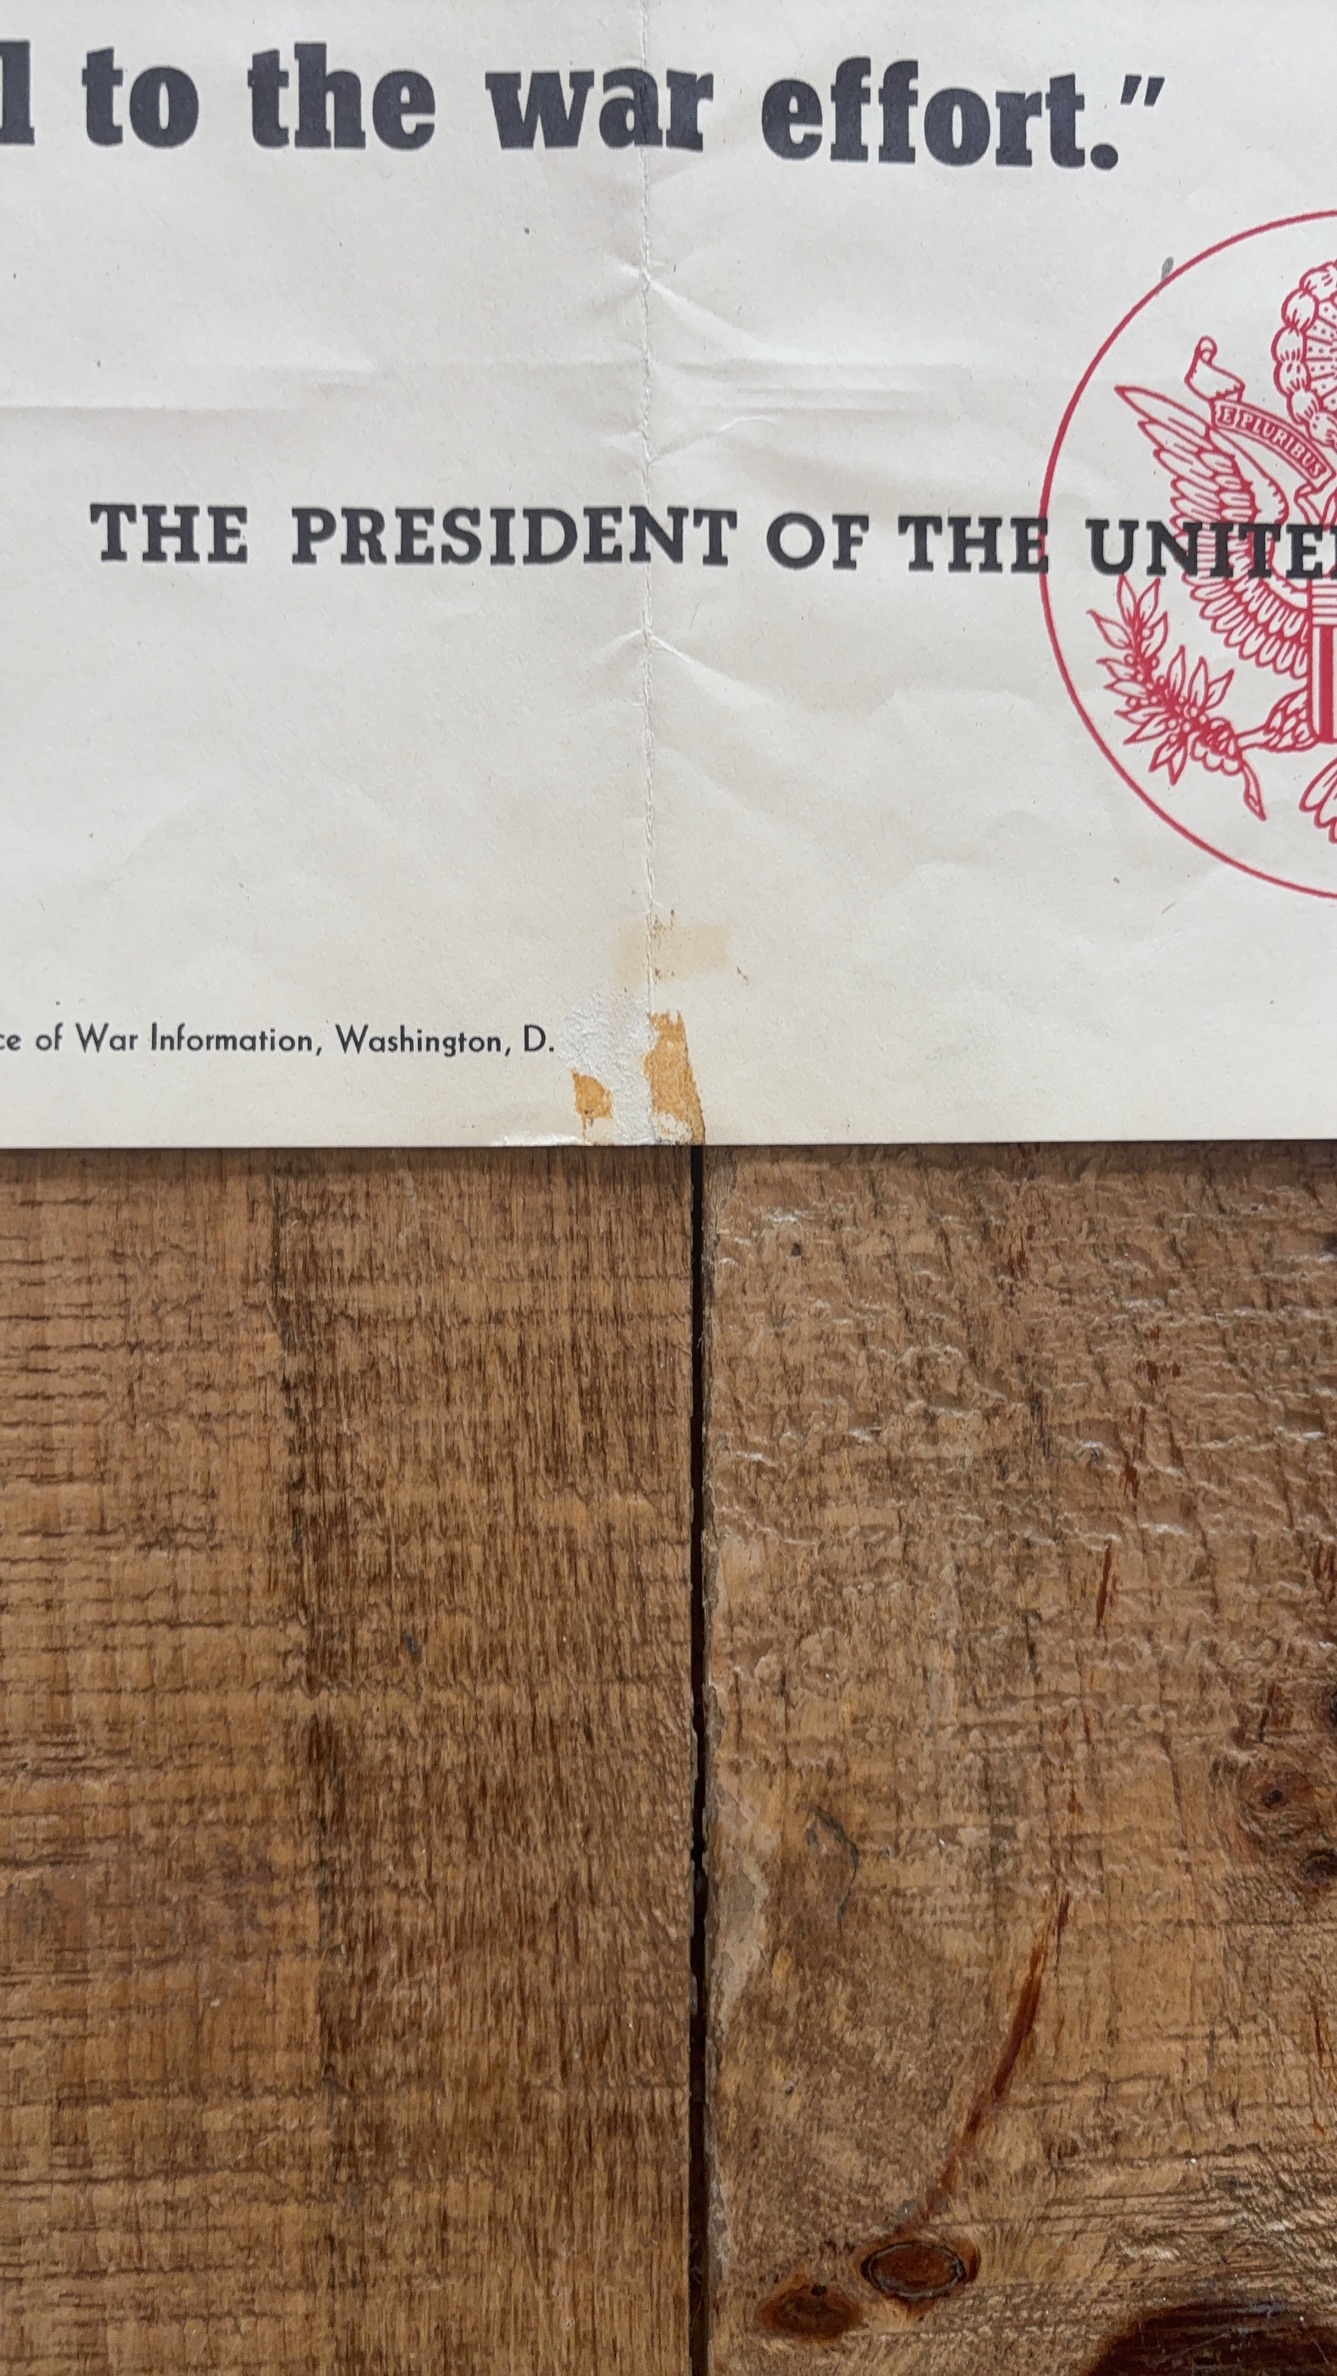 l to the war effort.”
E PLURIBUS
THE PRESIDENT OF THE UNITE
ce of War Information, Washington, D.